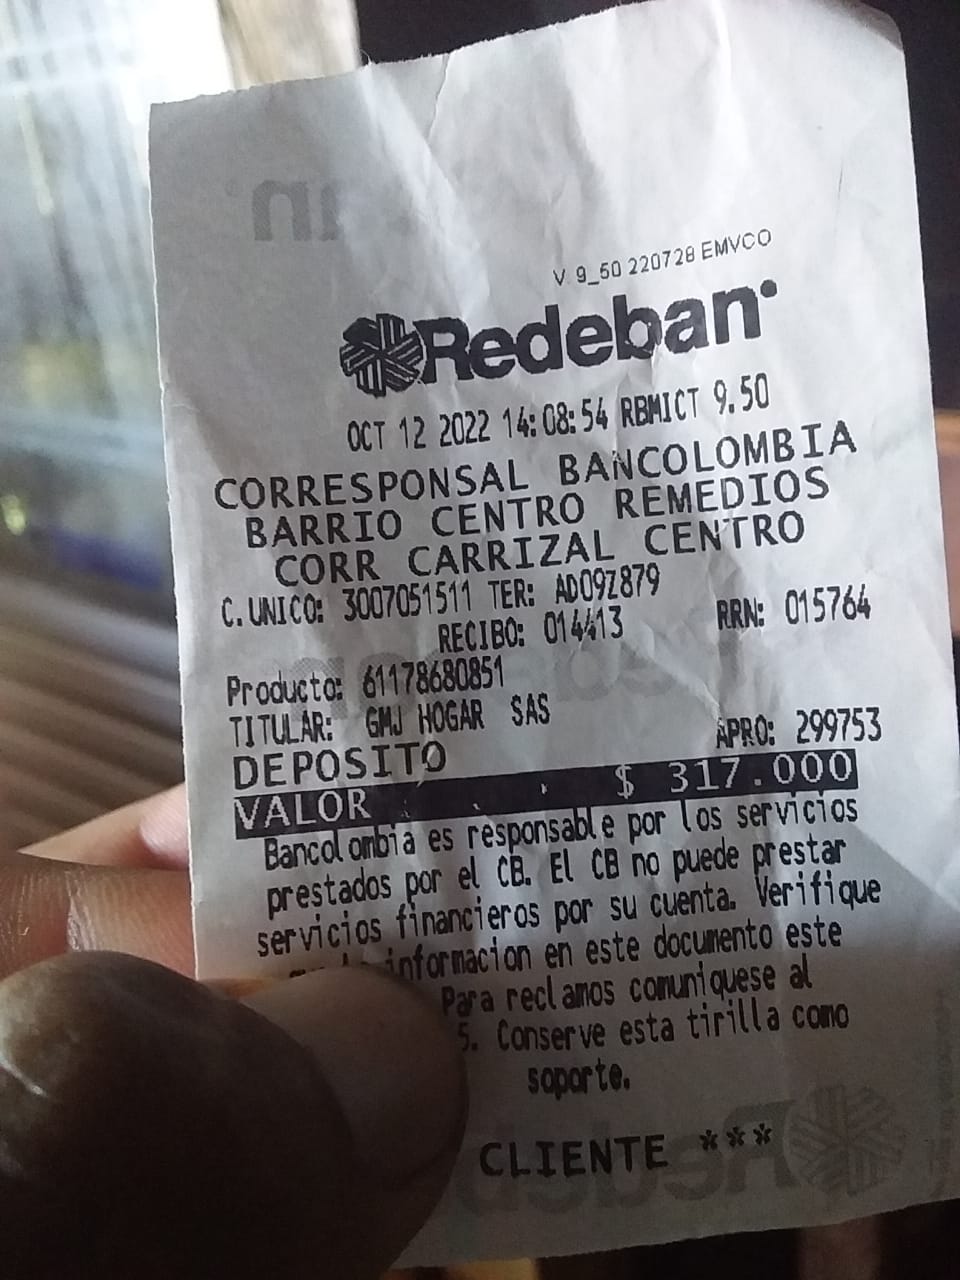 V 9_50 220728 EMVCO
Redeban
OCT 12 2022 14:08:54 RBMICT 9.50
CORRESPONSAL BANCOLOMBIA
BARRIO CENTRO REMEDIOS
CORR CARRIZAL CENTRO
C.UNICO: 3007051511 TER: AD09Z879
RECIBO: 014413 RRN: 015764
Producto: 61178680851
TITULAR: GMJ HOGAR SAS
DEPOSITO APRO: 299753
VALOR $ 317.000
Bancolombia es responsable por los servicios
prestados por el CB. El CB no puede prestar
servicios financieros por su cuenta. Verifique
informacion en este documento este
Para reclamos comuniquese al
5. Conserve esta tirilla como
soporte.
CLIENTE ***